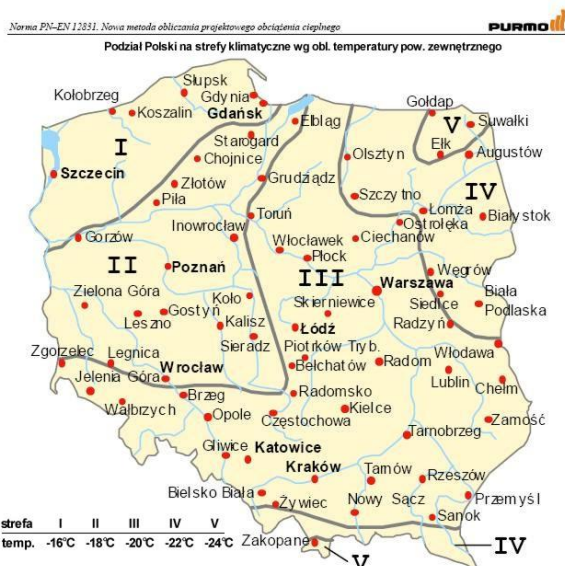 Norma PN–EN 12831. Nowa metoda obliczania projektowego obciążenia cieplnego
PURMO
Podział Polski na strefy klimatyczne wg obl. temperatury pow. zewnętrznego
Słupsk
Gdynia
Kołobrzeg
Koszalin
Gdańsk
Elbląg
Gołdap
V
Suwałki
I
Starogard
Olsztyn
Ełk
Augustów
Chojnice
Szczecin
Złotów
Grudziądz
Szczytno
IV
Piła
Łomża
Białystok
Toruń
Ostrołęka
Inowrocław
Gorzów
Włocławek
Ciechanów
II
Płock
Poznań
III
Węgrów
Warszawa
Zielona Góra
Koło
Skierniewice
Siedlce
Biała
Podlaska
Gostyń
Leszno
Kalisz
Łódź
Radzyń
Sieradz
Piotrków Tryb.
Włodawa
Zgorzelec
Legnica
Bełchatów
Radom
Wrocław
Lublin
Jelenia Góra
Chełm
Radomsko
Brzeg
Wałbrzych
Kielce
Opole
Częstochowa
Zamość
Tarnobrzeg
Gliwice
Katowice
Kraków
Tarnów
Rzeszów
Bielsko Biała
Nowy Sącz
Przemyśl
Żywiec
Sanok
strefa I II III IV V
temp. -16°C -18°C -20°C -22°C -24°C
Zakopane
IV
V